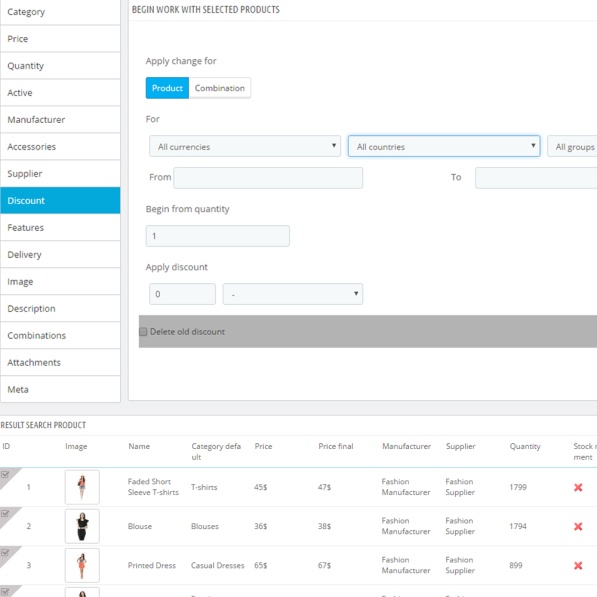 Category
Price
Quantity
Active
Manufacturer
Accessories
Supplier
Discount
Features
Delivery
Image
Description
Combinations
Attachments
Meta
BEGIN WORK WITH SELECTED PRODUCTS
Apply change for
Product Combination
For
All currencies All countries All groups
From To
Begin from quantity
1
Apply discount
0 -
Delete old discount
RESULT SEARCH PRODUCT
ID Image Name Category defa Price Price final Manufacturer Supplier Quantity Stock
ult ment
1 Faded Short T-shirts 45$ 47$ Fashion Fashion 1799
Sleeve T-shirts Manufacturer Supplier
2 Blouse Blouses 36$ 38$ Fashion Fashion 1794
Manufacturer Supplier
3 Printed Dress Casual Dresses 65$ 67$ Fashion Fashion 899
Manufacturer Supplier